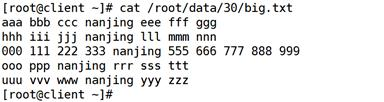 [root@client ~]# cat /root/data/30/big.txt
aaa bbb ccc nanjing eee fff ggg
hhh iii jjj nanjing lll mmm nnn
000 111 222 333 nanjing 555 666 777 888 999
ooo ppp nanjing rrr sss ttt
uuu vvv www nanjing yyy zzz
[root@client ~]#